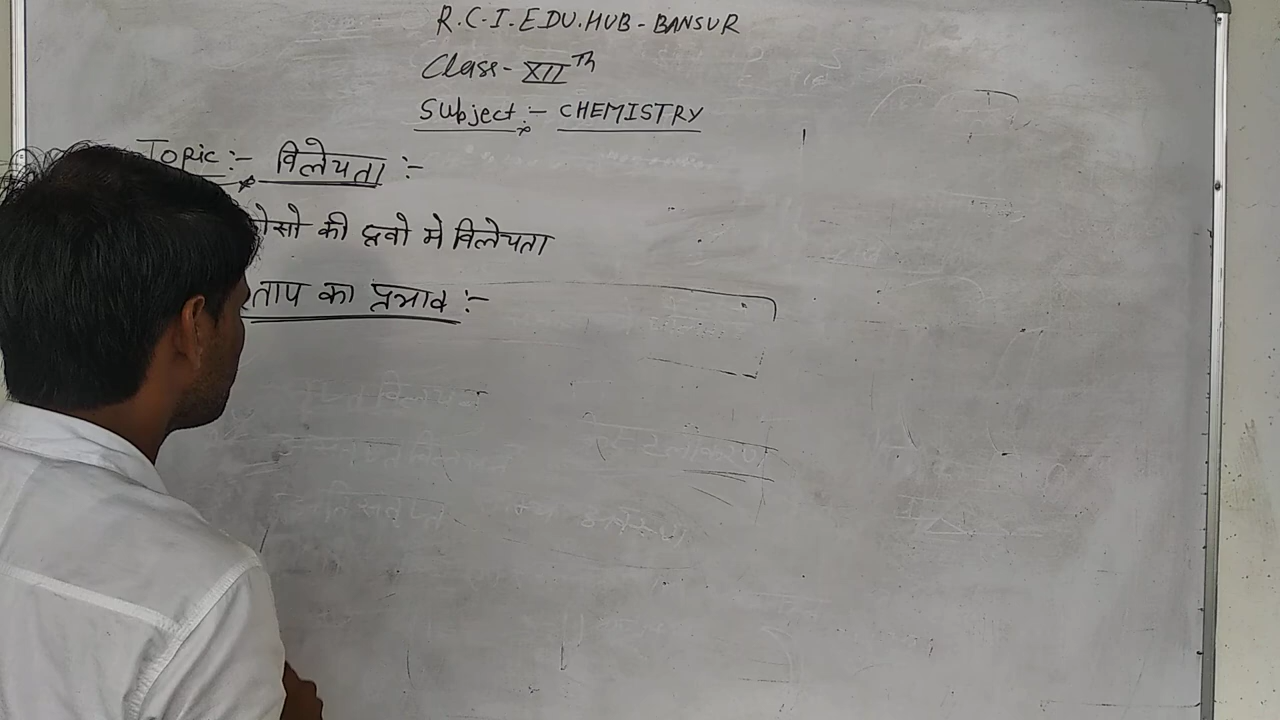 R.C.I.EDU.HUB-BANSUR
Class-XIIth
Subject:- CHEMISTRY
Topic:- विलेयता :-
की द्रवो मे विलेयता
का प्रभाव :-